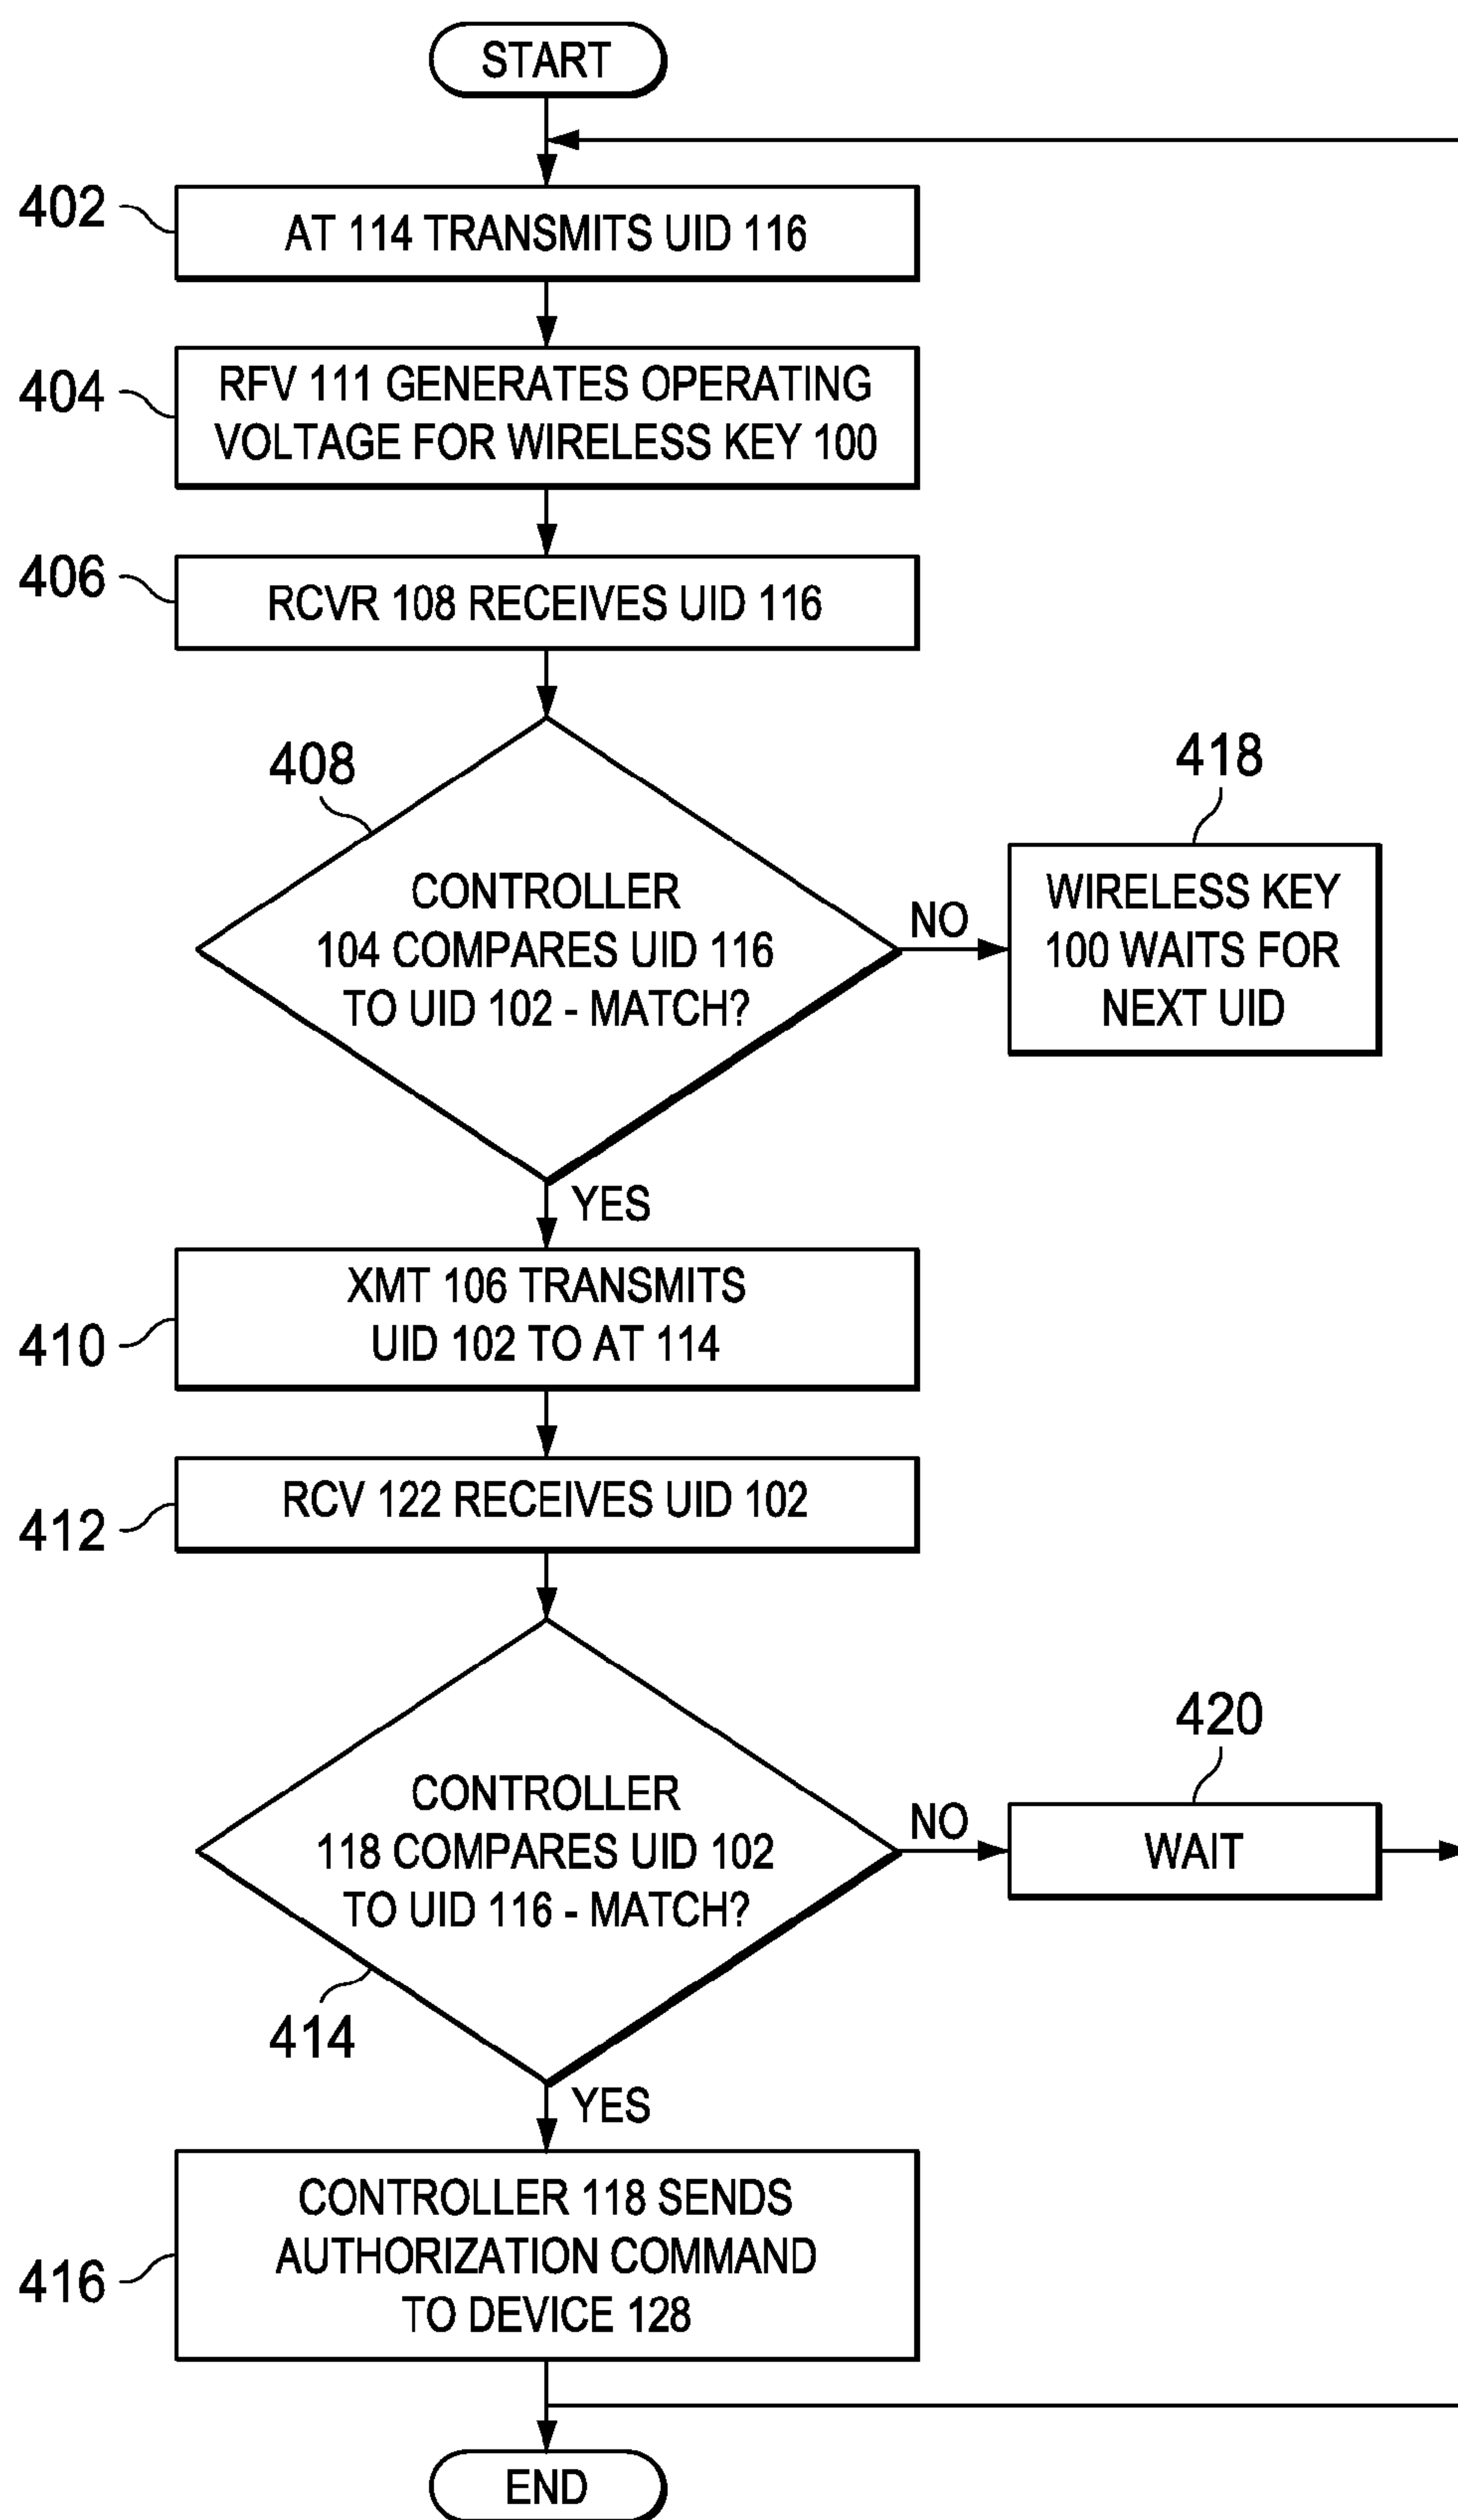 START
402
AT 114 TRANSMITS UID 116
404
RFV 111 GENERATES OPERATING
VOLTAGE FOR WIRELESS KEY 100
406
RCVR 108 RECEIVES UID 116
408
CONTROLLER
104 COMPARES UID 116
TO UID 102 - MATCH?
NO
418
WIRELESS KEY
100 WAITS FOR
NEXT UID
YES
410
XMT 106 TRANSMITS
UID 102 TO AT 114
412
RCV 122 RECEIVES UID 102
CONTROLLER
118 COMPARES UID 102
TO UID 116 - MATCH?
414
NO
420
WAIT
YES
416
CONTROLLER 118 SENDS
AUTHORIZATION COMMAND
TO DEVICE 128
END